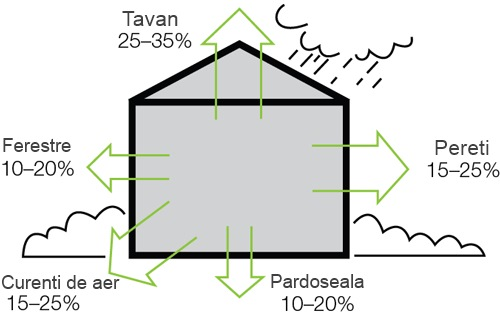 Tavan
25–35%
Ferestre
10–20%
Pereti
15–25%
Curenti de aer
15–25%
Pardoseala
10–20%